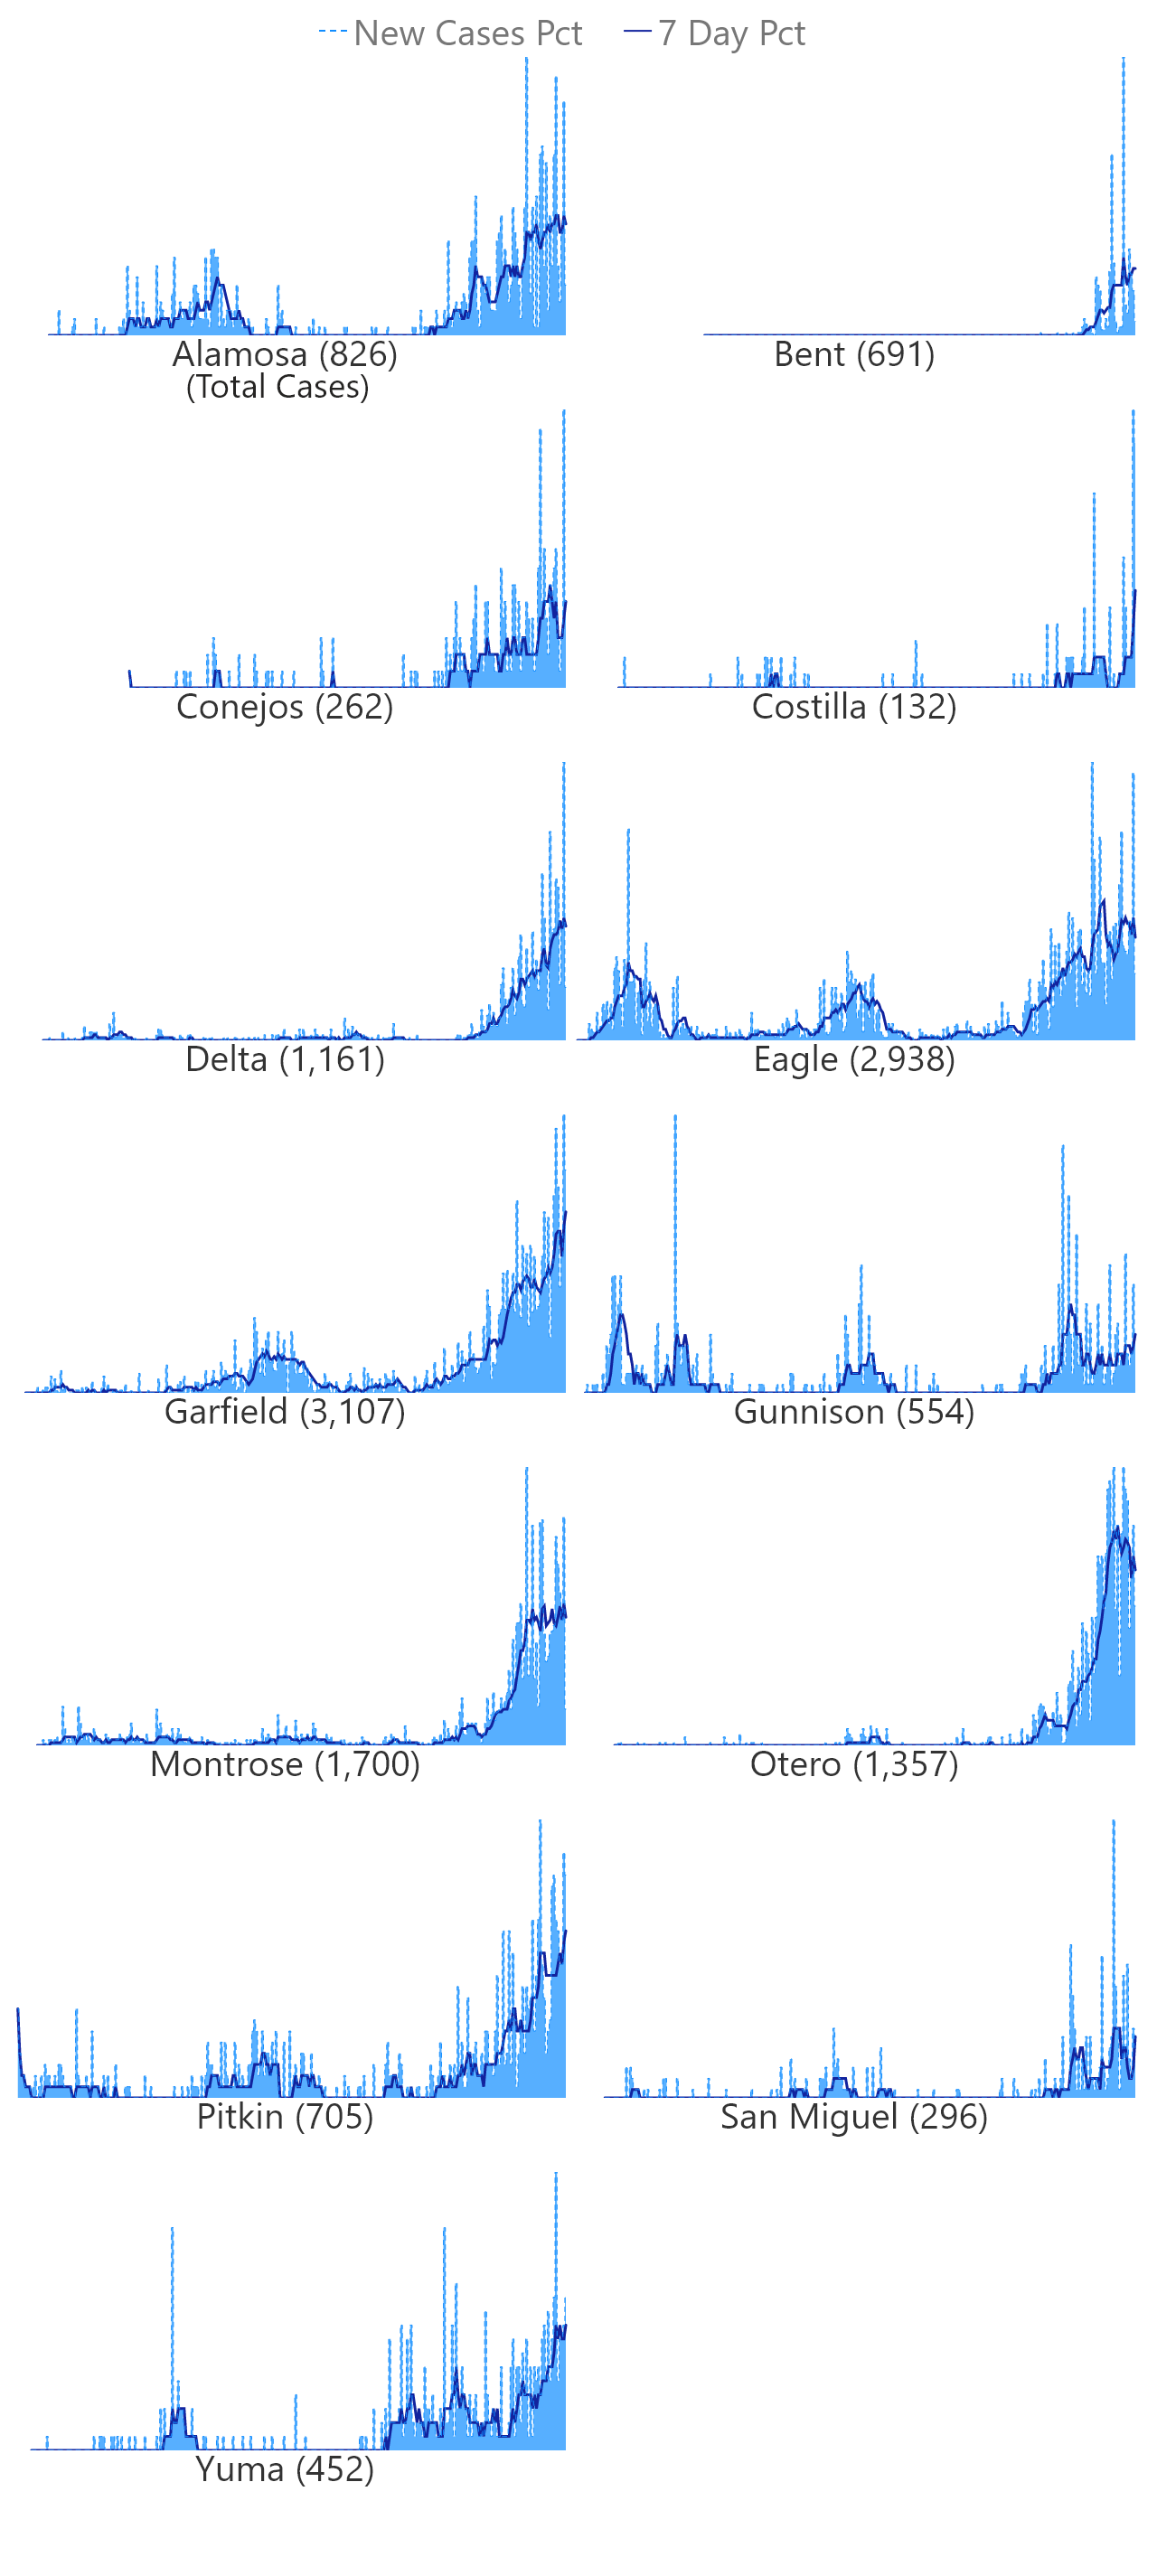 New Cases Pct 7 Day Pct
Alamosa (826)
(Total Cases)
Bent (691)
Conejos (262)
Costilla (132)
Delta (1,161)
Eagle (2,938)
Garfield (3,107)
Gunnison (554)
Montrose (1,700)
Otero (1,357)
Pitkin (705)
San Miguel (296)
Yuma (452)